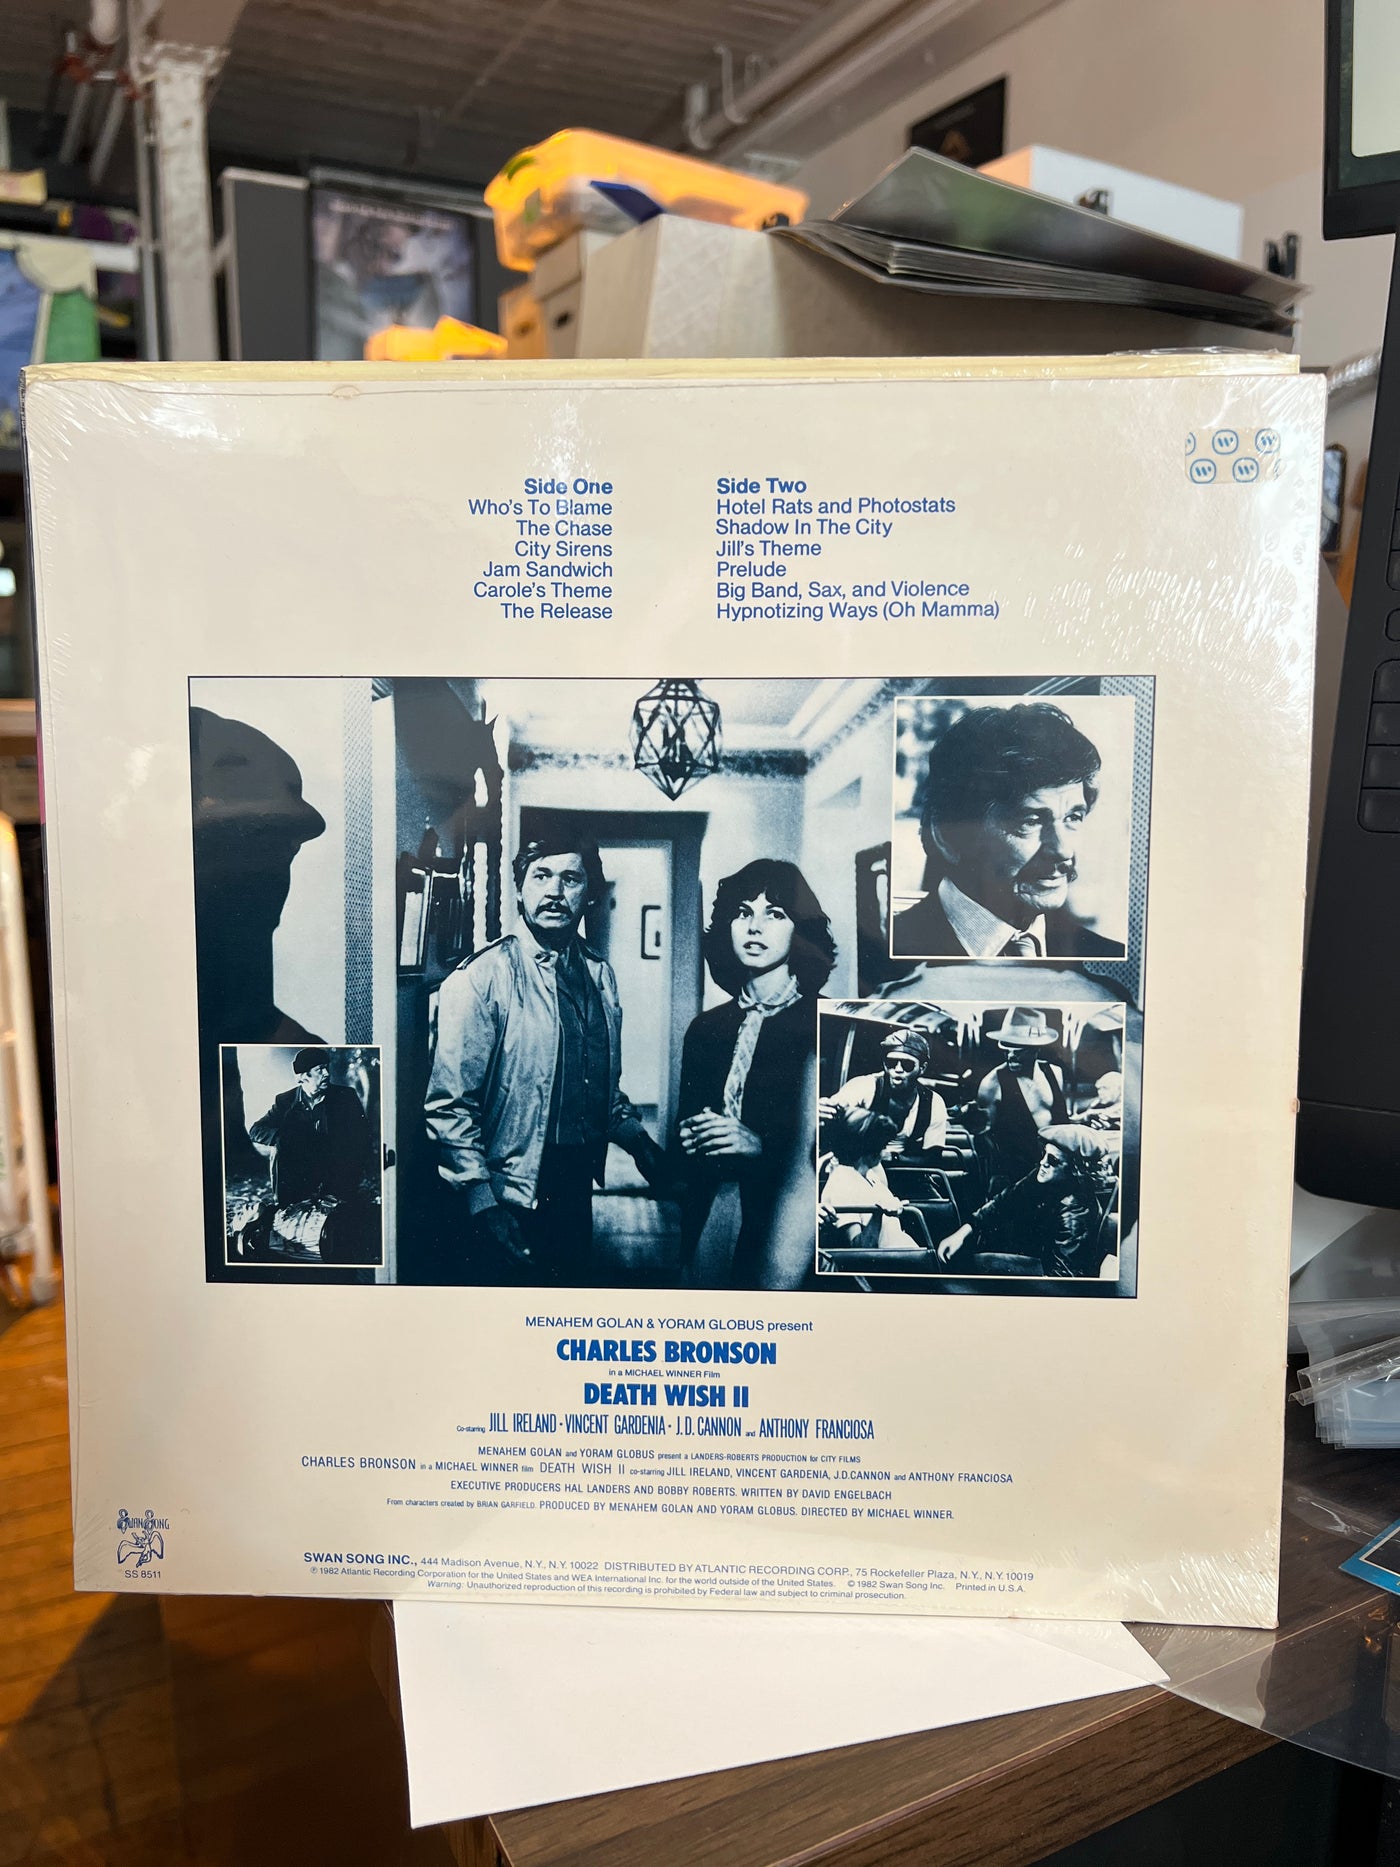 Side One
Who's To Blame
The Chase
City Sirens
Jam Sandwich
Carole's Theme
The Release
Side Two
Hotel Rats and Photostats
Shadow In The City
Jill's Theme
Prelude
Big Band, Sax, and Violence
Hypnotizing Ways (Oh Mamma)
MENAHEM GOLAN & YORAM GLOBUS present
CHARLES BRONSON
in a MICHAEL WINNER Film
DEATH WISH II
Co-starring JILL IRELAND · VINCENT GARDENIA · J.D. CANNON and ANTHONY FRANCIOSA
MENAHEM GOLAN and YORAM GLOBUS present a LANDERS-ROBERTS PRODUCTION for CITY FILMS
CHARLES BRONSON in a MICHAEL WINNER film DEATH WISH II co-starring JILL IRELAND, VINCENT GARDENIA, J.D.CANNON and ANTHONY FRANCIOSA
EXECUTIVE PRODUCERS HAL LANDERS AND BOBBY ROBERTS. WRITTEN BY DAVID ENGELBACH
From characters created by BRIAN GARFIELD. PRODUCED BY MENAHEM GOLAN AND YORAM GLOBUS. DIRECTED BY MICHAEL WINNER.
SWAN SONG
SS 8511
SWAN SONG INC., 444 Madison Avenue, N.Y., N.Y. 10022 DISTRIBUTED BY ATLANTIC RECORDING CORP., 75 Rockefeller Plaza, N.Y., N.Y. 10019
℗ 1982 Atlantic Recording Corporation for the United States and WEA International Inc. for the world outside of the United States. © 1982 Swan Song Inc. Printed in U.S.A.
Warning: Unauthorized reproduction of this recording is prohibited by Federal law and subject to criminal prosecution.